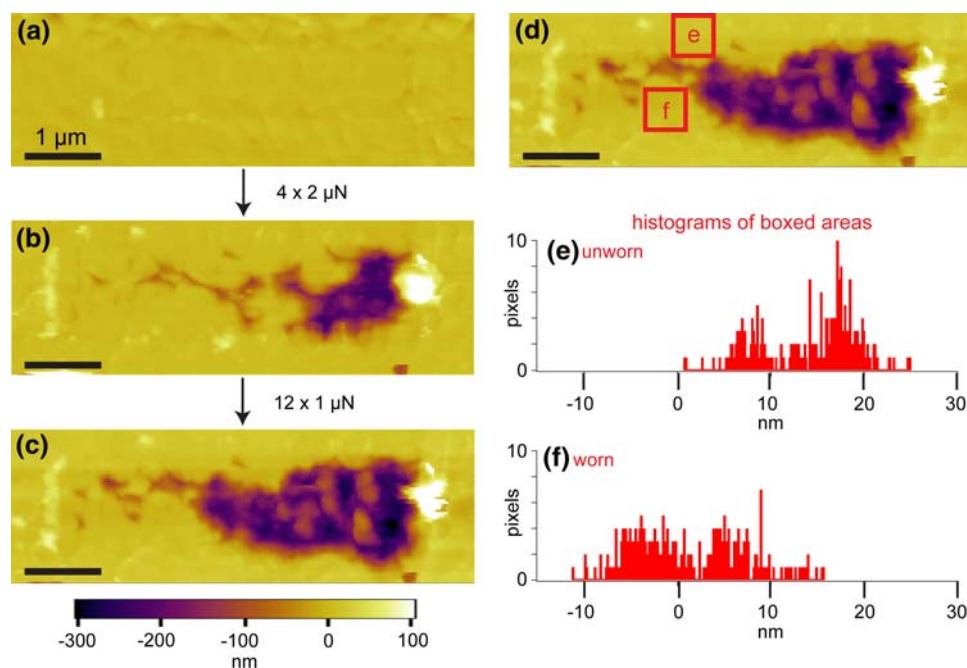 (a)
1 µm
4 x 2 µN
(b)
12 x 1 µN
(c)
-300 -200 -100 0 100
nm
(d)
e
f
histograms of boxed areas
(e) unworn
10
pixels
0
-10 0 10 20 30
nm
(f) worn
10
pixels
0
-10 0 10 20 30
nm